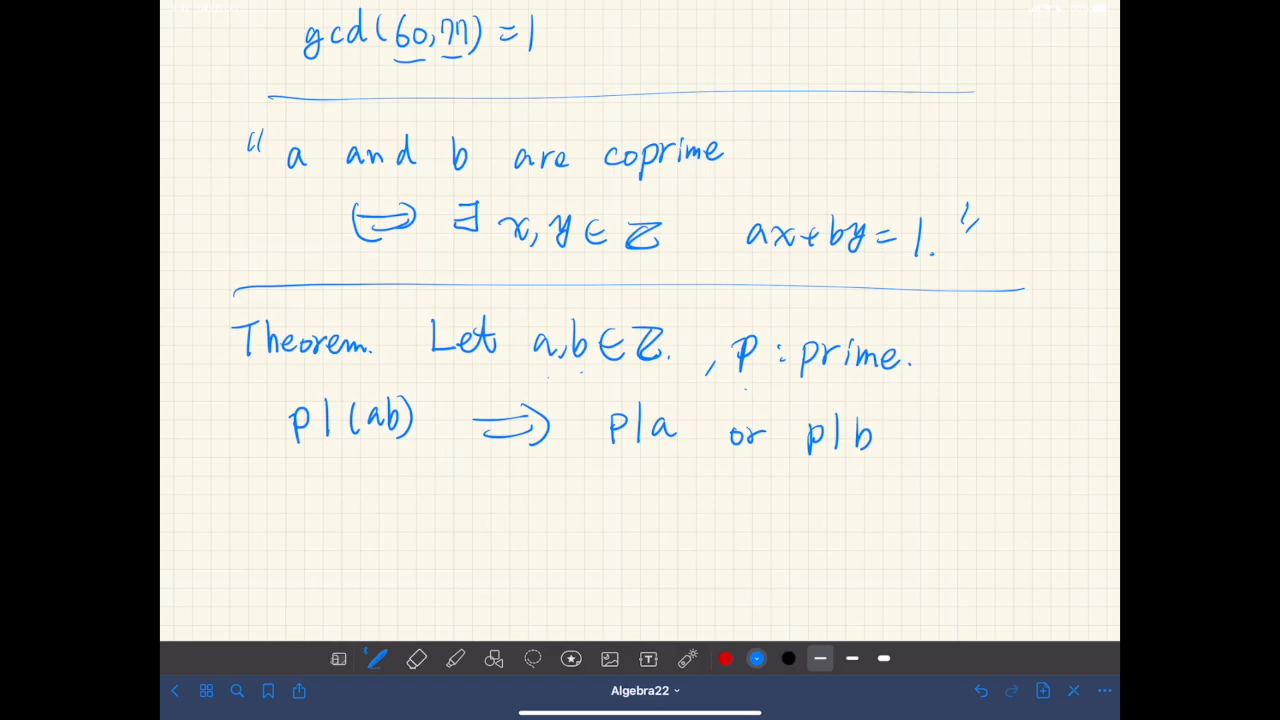 gcd(60,77)=1
"a and b are coprime
⟺ ∃ x,y∈ℤ ax+by=1."
Theorem. Let a,b∈ℤ. , p : prime.
p|(ab) ⟹ p|a or p|b
Algebra22